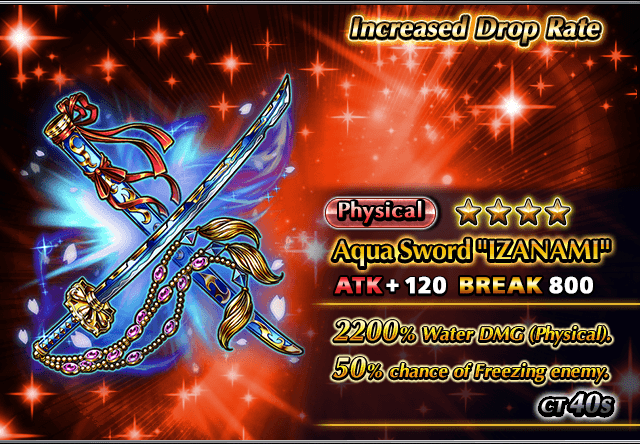 Increased Drop Rate
Physical
Aqua Sword "IZANAMI"
ATK + 120 BREAK 800
2200% Water DMG (Physical).
50% chance of Freezing enemy.
CT 40s